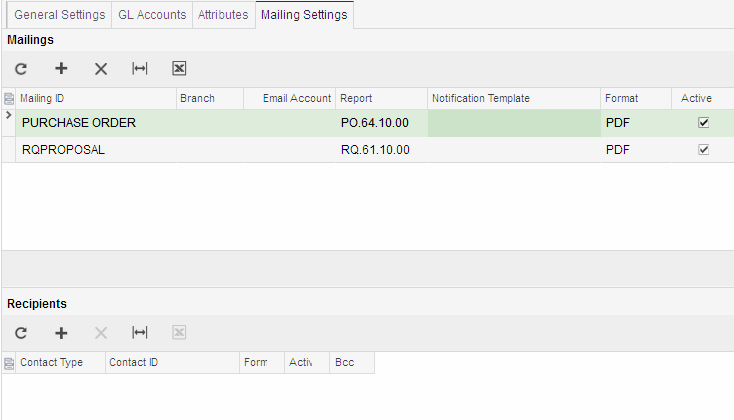 General Settings GL Accounts Attributes Mailing Settings
Mailings
Mailing ID Branch Email Account Report Notification Template Format Active
PURCHASE ORDER PO.64.10.00 PDF
RQPROPOSAL RQ.61.10.00 PDF
Recipients
Contact Type Contact ID Form Activ Bcc